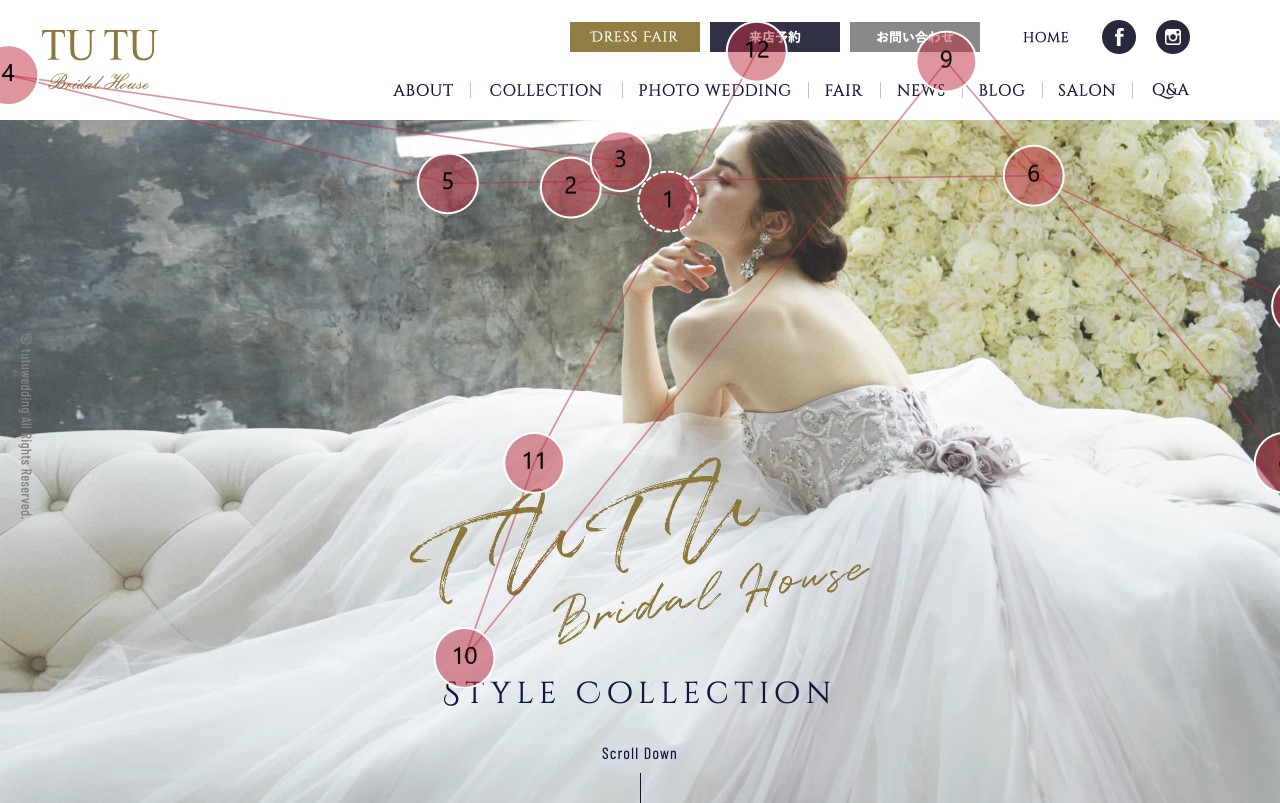 TU TU
Bridal House
DRESS FAIR
来店予約
お問い合わせ
HOME
ABOUT
COLLECTION
PHOTO WEDDING
FAIR
NEWS
BLOG
SALON
Q&A
4
12
9
5
2
3
1
6
11
10
© tutuwedding All Rights Reserved.
TuTu
Bridal House
STYLE COLLECTION
Scroll Down